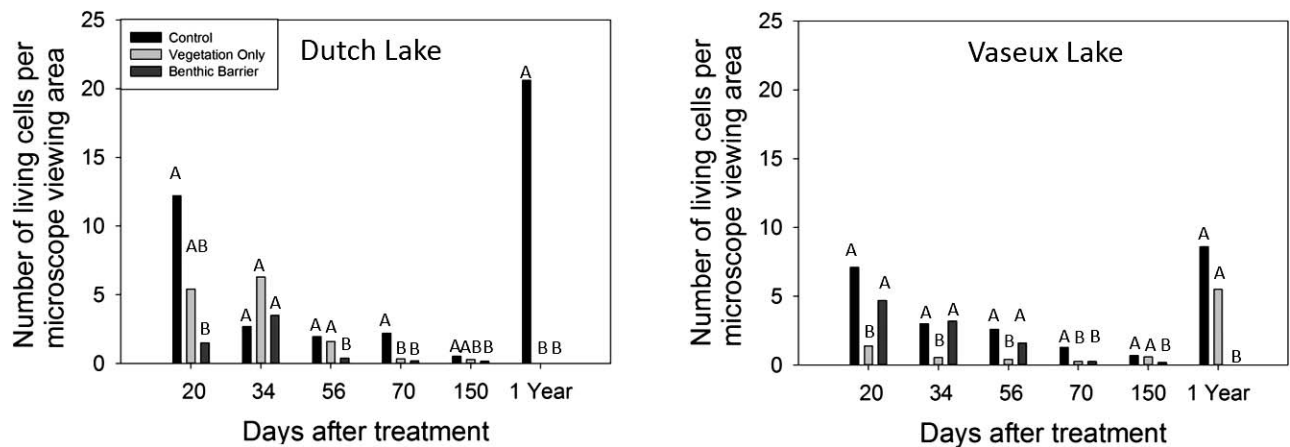 Number of living cells per
microscope viewing area
25
20
15
10
5
0
Control
Vegetation Only
Benthic Barrier
Dutch Lake
A
AB
B
A
A
A
A
A
B
A
B
B
A
AB
B
A
B
B
20
34
56
70
150
1 Year
Days after treatment
Number of living cells per
microscope viewing area
25
20
15
10
5
0
Vaseux Lake
A
B
A
A
B
A
A
B
A
A
B
B
A
A
B
A
A
B
20
34
56
70
150
1 Year
Days after treatment